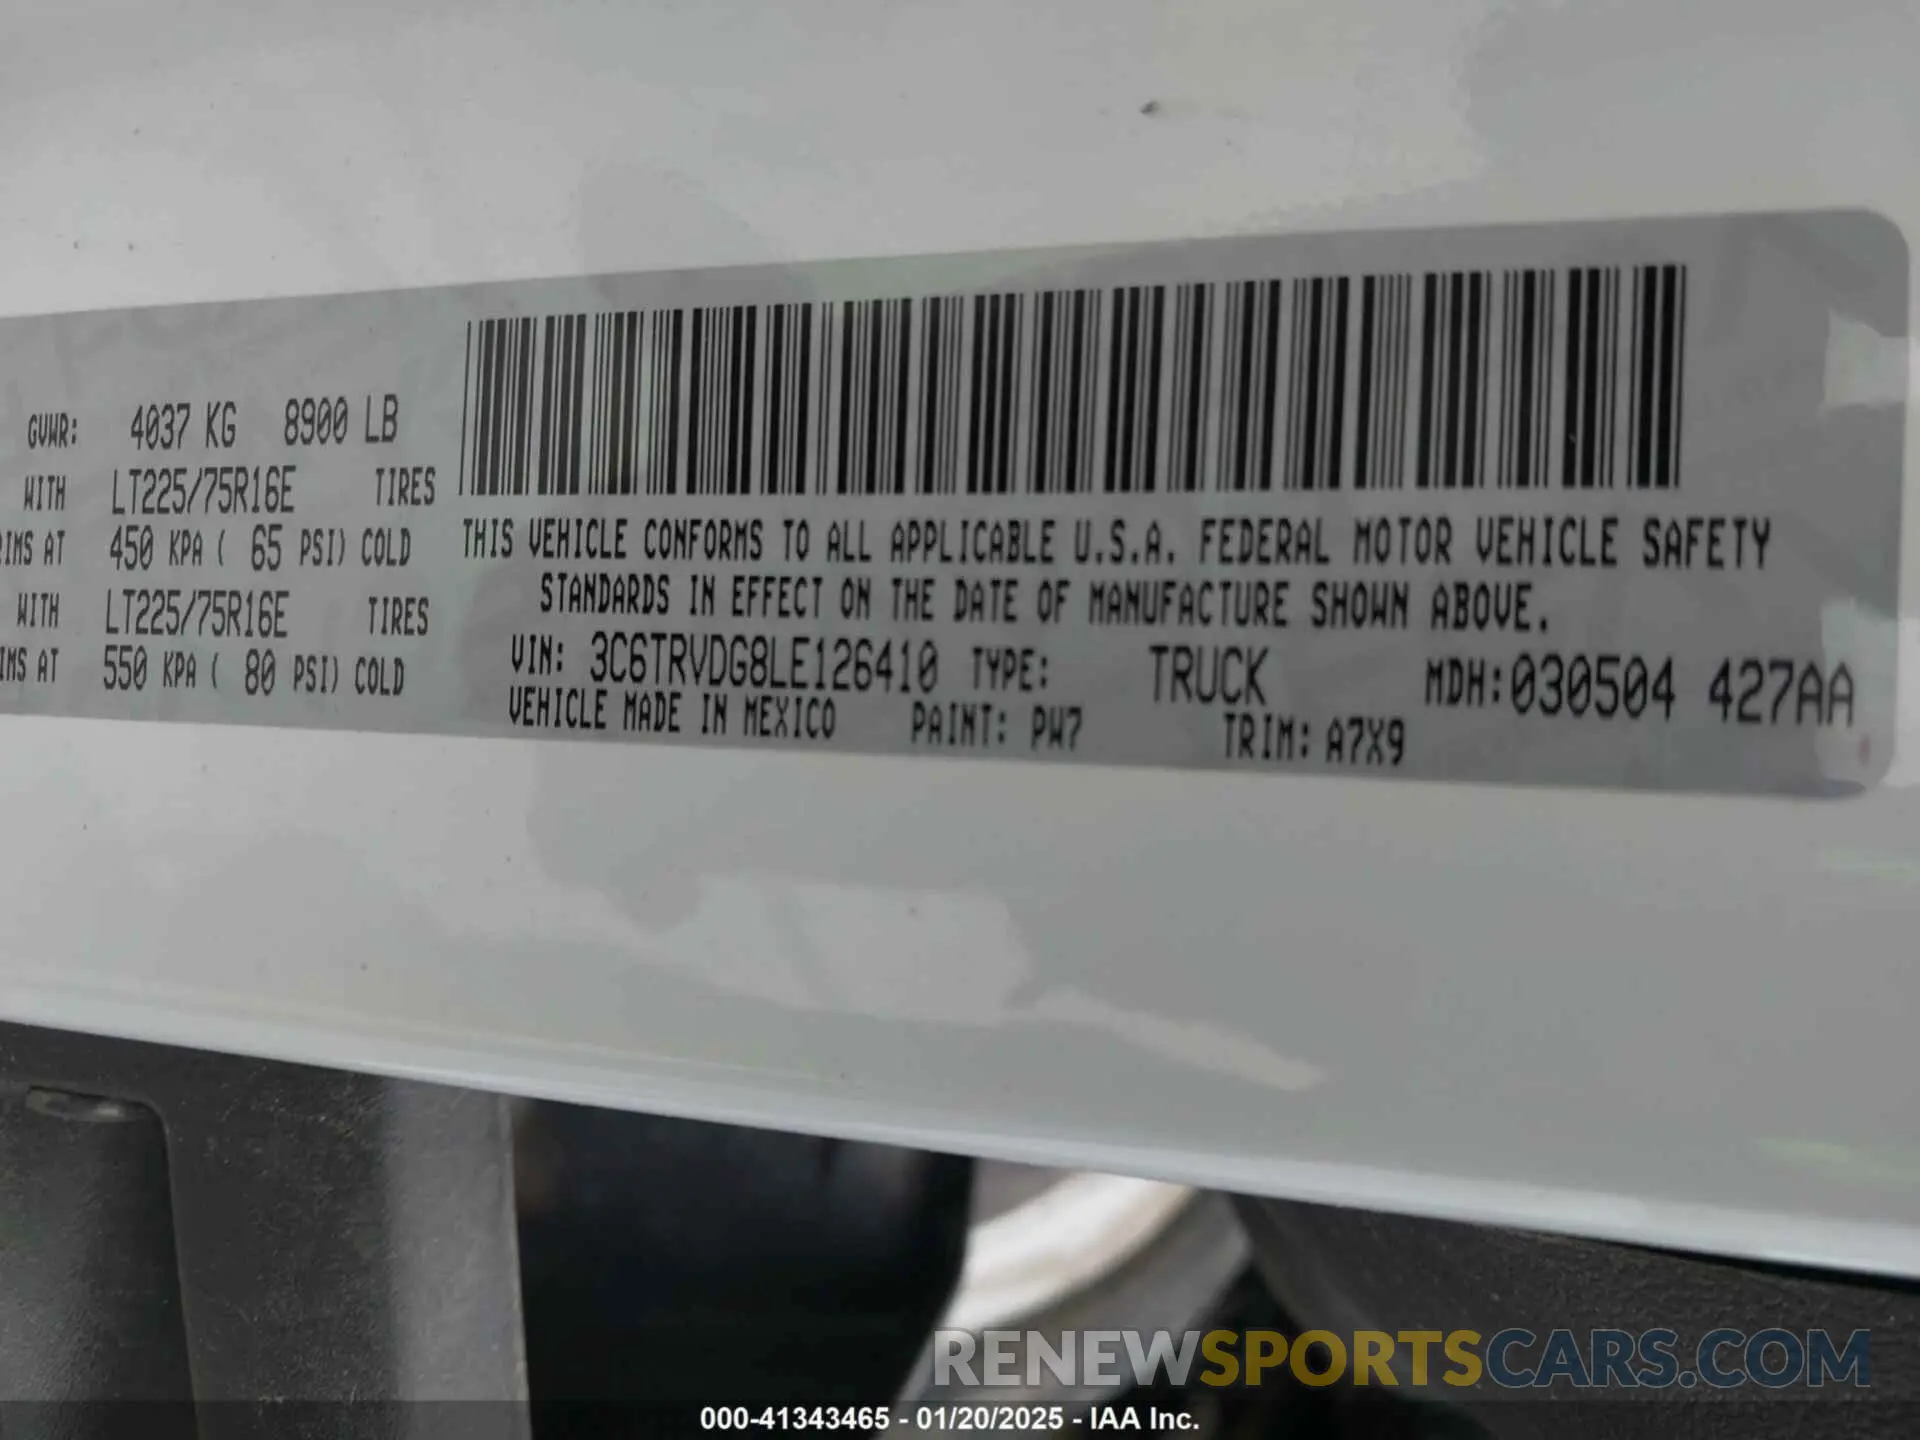 GVWR: 4037 KG 8900 LB
WITH LT225/75R16E TIRES
RIMS AT 450 KPA ( 65 PSI) COLD
WITH LT225/75R16E TIRES
IMS AT 550 KPA ( 80 PSI) COLD
THIS VEHICLE CONFORMS TO ALL APPLICABLE U.S.A. FEDERAL MOTOR VEHICLE SAFETY
STANDARDS IN EFFECT ON THE DATE OF MANUFACTURE SHOWN ABOVE.
VIN: 3C6TRVDG8LE126410 TYPE: TRUCK MDH:030504 427AA
VEHICLE MADE IN MEXICO PAINT: PW7 TRIM: A7X9
RENEWSPORTSCARS.COM
000-41343465 - 01/20/2025 - IAA Inc.